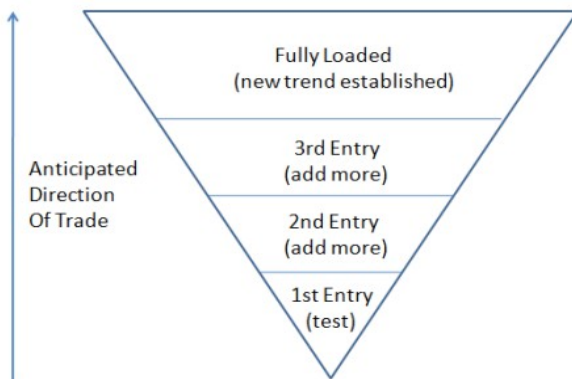 Fully Loaded
(new trend established)
3rd Entry
(add more)
Anticipated
Direction
Of Trade
2nd Entry
(add more)
1st Entry
(test)